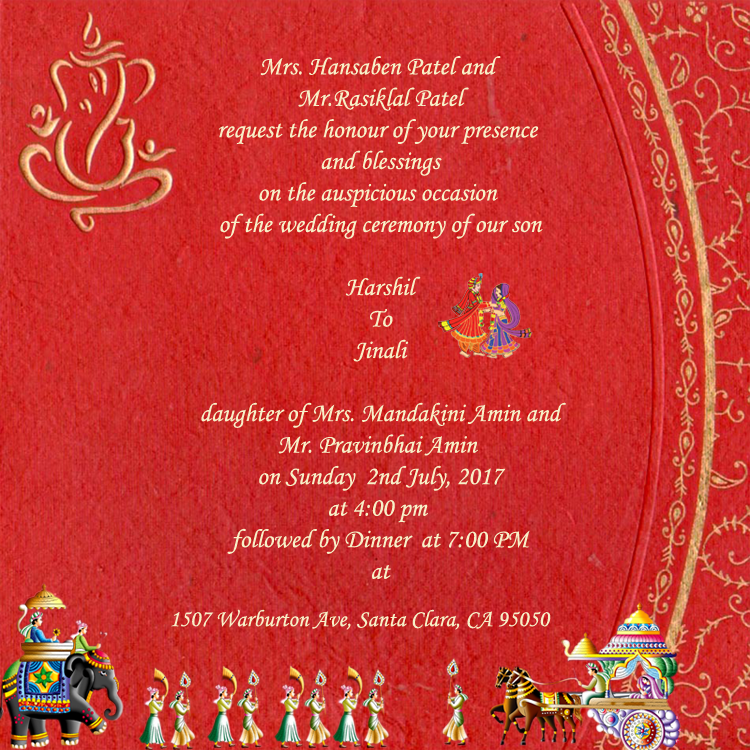 Mrs. Hansaben Patel and
Mr.Rasiklal Patel
request the honour of your presence
and blessings
on the auspicious occasion
of the wedding ceremony of our son
Harshil
To
Jinali
daughter of Mrs. Mandakini Amin and
Mr. Pravinbhai Amin
on Sunday  2nd July, 2017
at 4:00 pm
followed by Dinner  at 7:00 PM
at
1507 Warburton Ave, Santa Clara, CA 95050